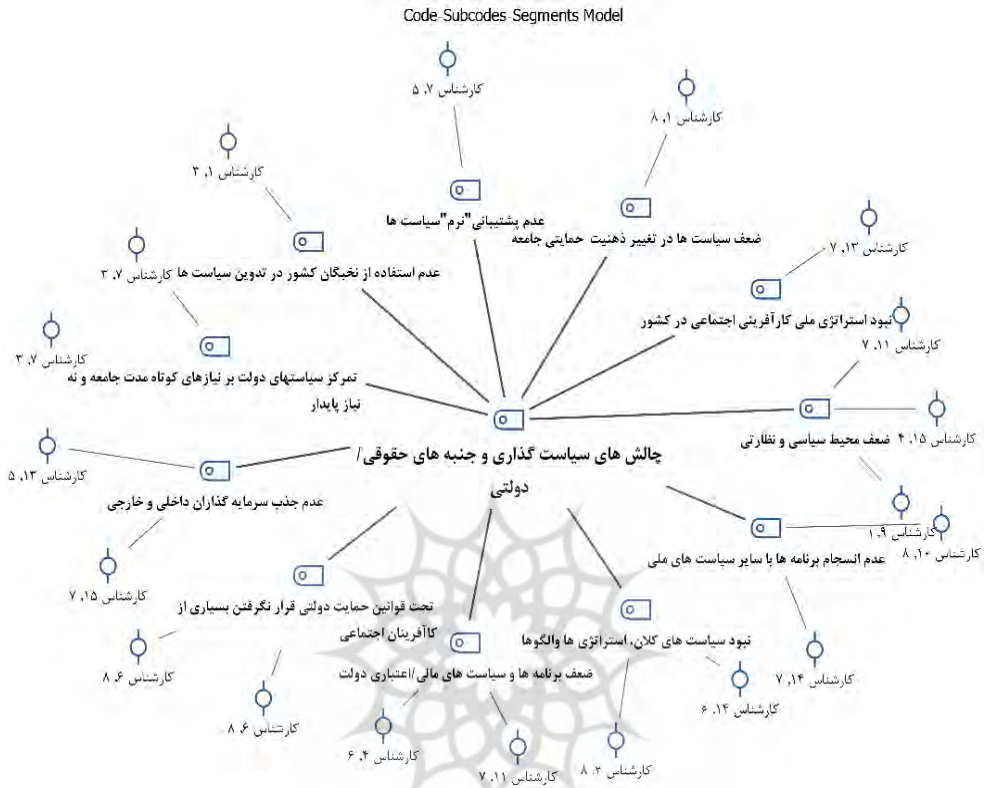 Code-Subcodes-Segments Model
کارشناس ۷، ۵
کارشناس ۱، ۸
کارشناس ۱، ۳
عدم پشتیبانی"نرم"سیاست ها
ضعف سیاست ها در تغییر ذهنیت حمایتی جامعه
کارشناس ۱۳، ۷
کارشناس ۷، ۳
عدم استفاده از نخبگان کشور در تدوین سیاست ها
نبود استراتژی ملی کارآفرینی اجتماعی در کشور
کارشناس ۱۱، ۷
کارشناس ۷، ۳
تمرکز سیاستهای دولت بر نیازهای کوتاه مدت جامعه و نه
نیاز پایدار
ضعف محیط سیاسی و نظارتی
کارشناس ۱۵، ۴
چالش های سیاست گذاری و جنبه های حقوقی/
دولتی
کارشناس ۱۳، ۵
عدم جذب سرمایه گذاران داخلی و خارجی
کارشناس ۹، ۱
کارشناس ۱۰، ۸
عدم انسجام برنامه ها با سایر سیاست های ملی
کارشناس ۱۵، ۷
تحت قوانین حمایت دولتی قرار نگرفتن بسیاری از
کاآفرینان اجتماعی
نبود سیاست های کلان، استراتژی ها والگوها
کارشناس ۶، ۸
ضعف برنامه ها و سیاست های مالی/اعتباری دولت
کارشناس ۱۴، ۷
کارشناس ۱۴، ۶
کارشناس ۶، ۸
کارشناس ۴، ۶
کارشناس ۱۱، ۷
کارشناس ۲، ۸